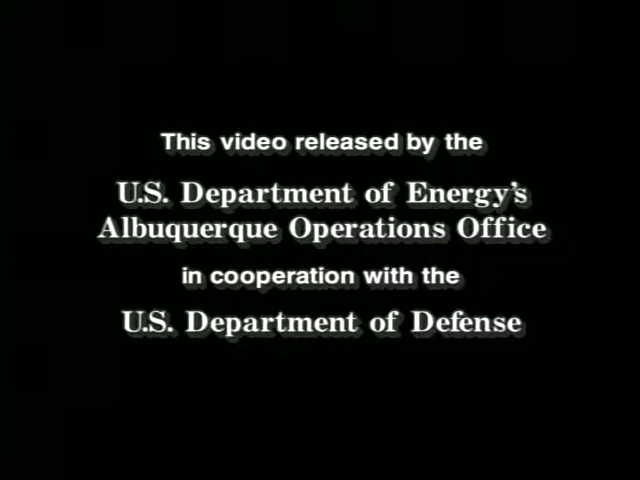 This video released by the
U.S. Department of Energy's
Albuquerque Operations Office
in cooperation with the
U.S. Department of Defense